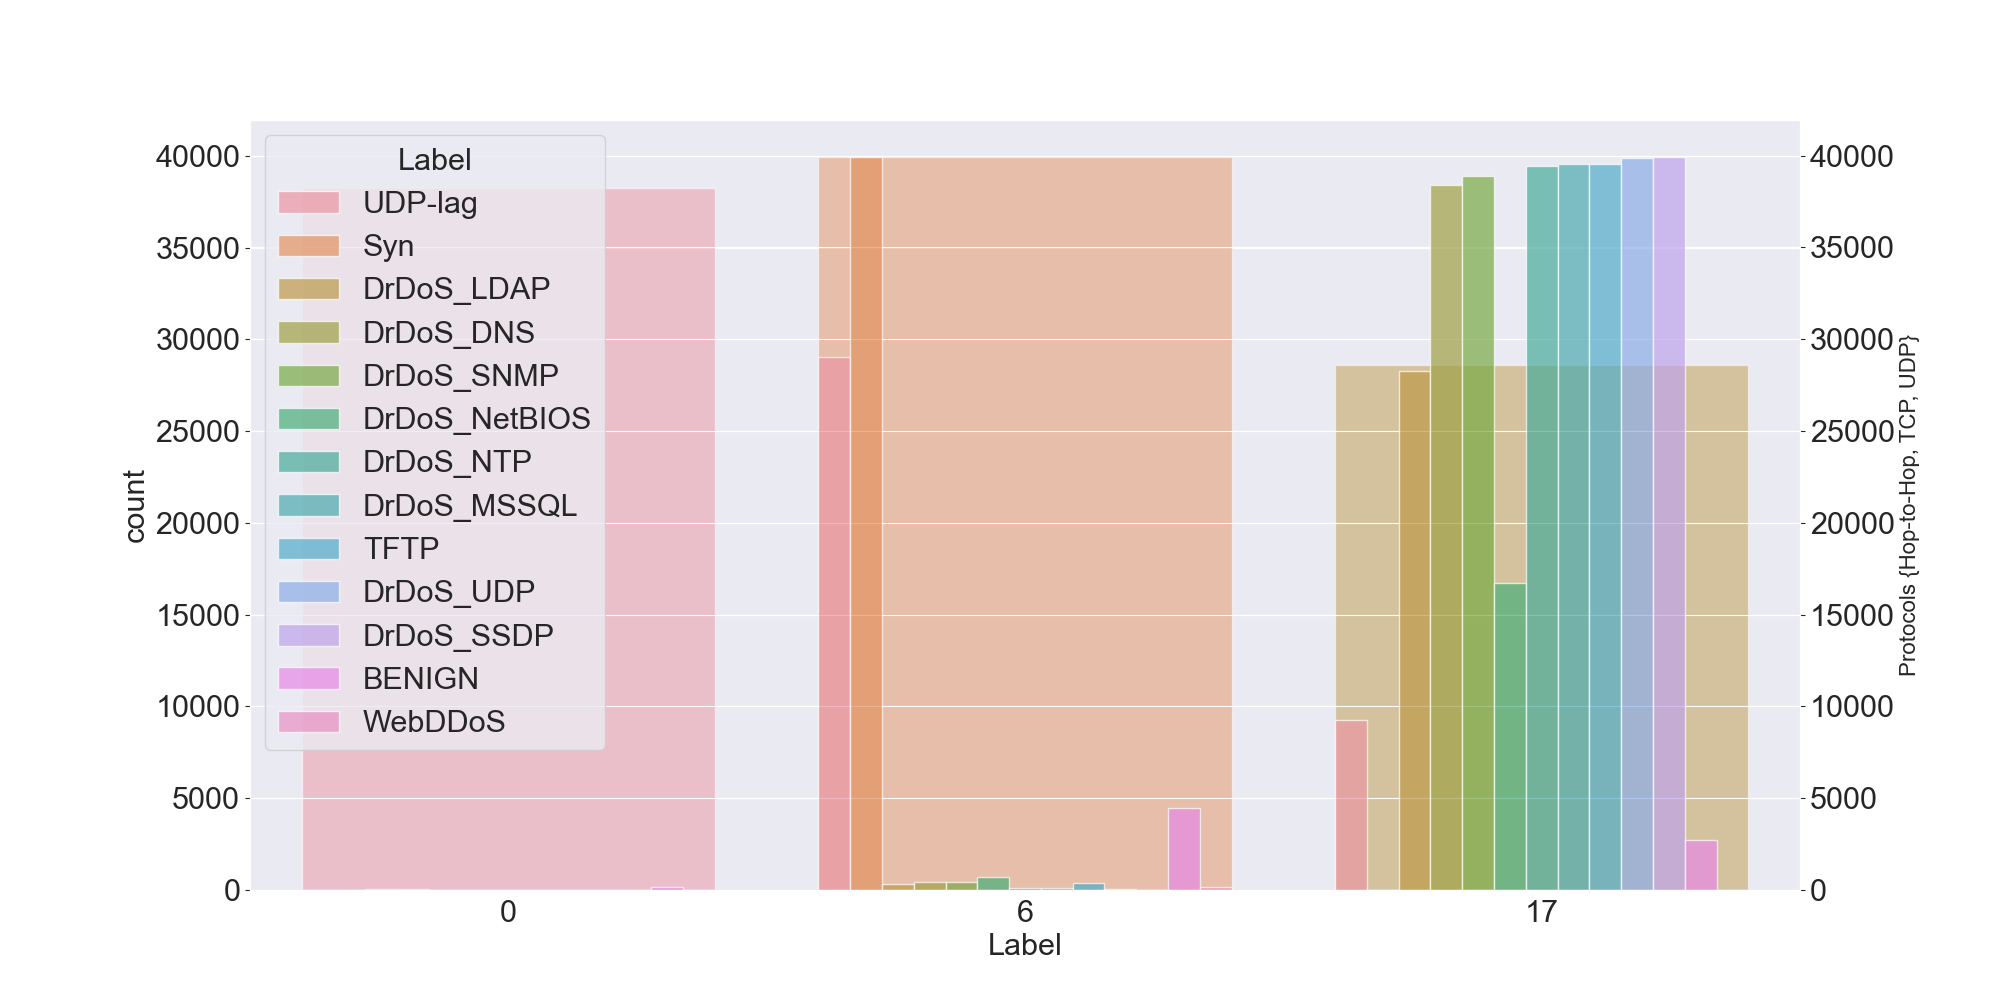 Label
UDP-lag
Syn
DrDoS_LDAP
DrDoS_DNS
DrDoS_SNMP
DrDoS_NetBIOS
DrDoS_NTP
DrDoS_MSSQL
TFTP
DrDoS_UDP
DrDoS_SSDP
BENIGN
WebDDoS
count
40000
35000
30000
25000
20000
15000
10000
5000
0
0
6
17
Label
40000
35000
30000
25000
20000
15000
10000
5000
0
Protocols {Hop-to-Hop, TCP, UDP}